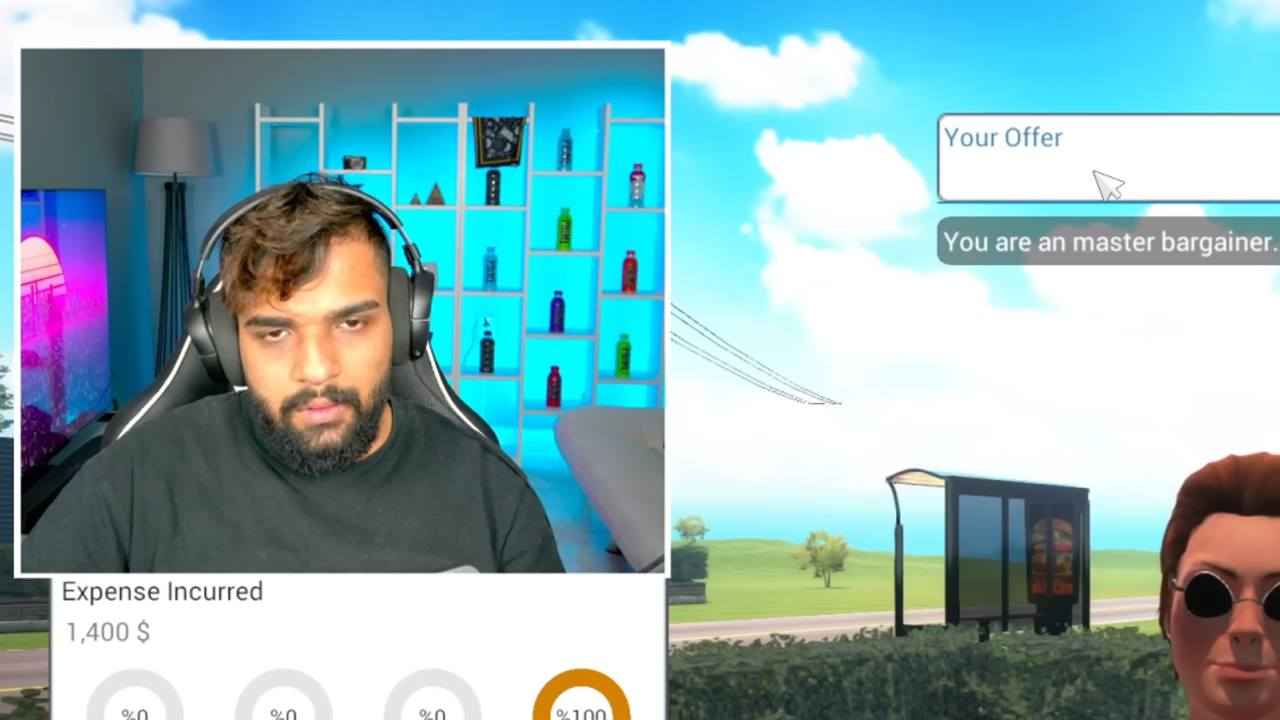 Your Offer
You are an master bargainer.
Expense Incurred
1,400 $
%0
%0
%0
%100